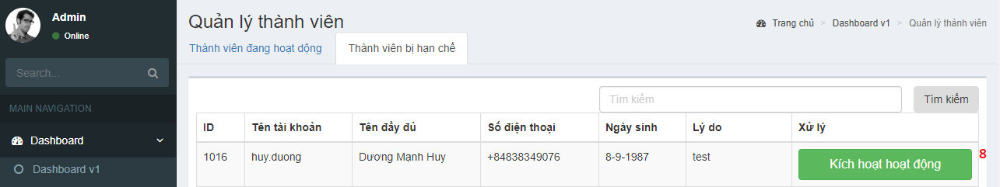 Admin
Online
Search...
MAIN NAVIGATION
Dashboard
Dashboard v1
Quản lý thành viên
Trang chủ > Dashboard v1 > Quản lý thành viên
Thành viên đang hoạt động
Thành viên bị hạn chế
Tìm kiếm
Tìm kiếm
ID Tên tài khoản Tên đầy đủ Số điện thoại Ngày sinh Lý do Xử lý
1016 huy.duong Dương Mạnh Huy +84838349076 8-9-1987 test Kích hoạt hoạt động 8